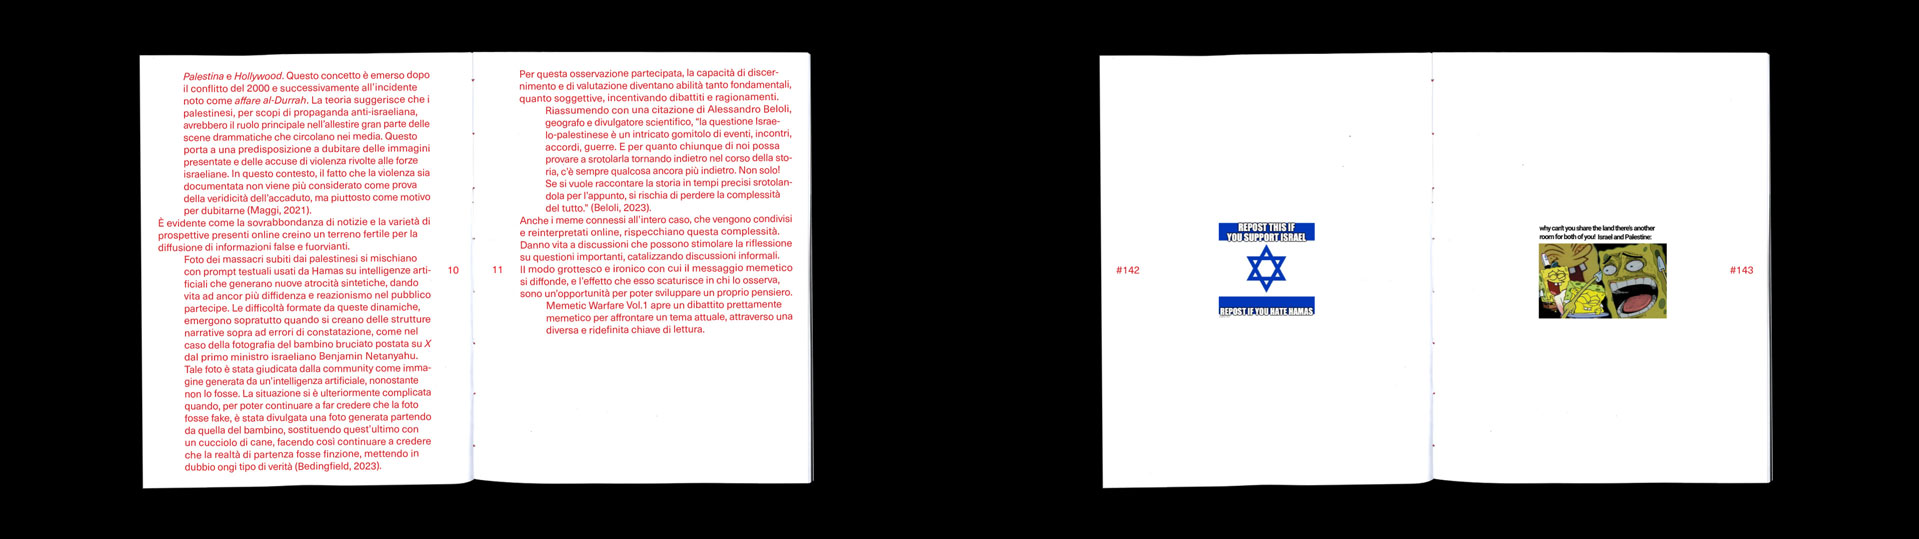 Palestina e Hollywood. Questo concetto è emerso dopo
il conflitto del 2000 e successivamente all'incidente
noto come affare al-Durrah. La teoria suggerisce che i
palestinesi, per scopi di propaganda anti-israeliana,
avrebbero il ruolo principale nell'allestire gran parte delle
scene drammatiche che circolano nei media. Questo
porta a una predisposizione a dubitare delle immagini
presentate e delle accuse di violenza rivolte alle forze
israeliane. In questo contesto, il fatto che la violenza sia
documentata non viene più considerato come prova
della veridicità dell'accaduto, ma piuttosto come motivo
per dubitarne (Maggi, 2021).
È evidente come la sovrabbondanza di notizie e la varietà di
prospettive presenti online creino un terreno fertile per la
diffusione di informazioni false e fuorvianti.
Foto dei massacri subiti dai palestinesi si mischiano
con prompt testuali usati da Hamas su intelligenze arti-
ficiali che generano nuove atrocità sintetiche, dando
vita ad ancor più diffidenza e reazionismo nel pubblico
partecipe. Le difficoltà formate da queste dinamiche,
emergono sopratutto quando si creano delle strutture
narrative sopra ad errori di constatazione, come nel
caso della fotografia del bambino bruciato postata su X
dal primo ministro israeliano Benjamin Netanyahu.
Tale foto è stata giudicata dalla community come imma-
gine generata da un'intelligenza artificiale, nonostante
non lo fosse. La situazione si è ulteriormente complicata
quando, per poter continuare a far credere che la foto
fosse fake, è stata divulgata una foto generata partendo
da quella del bambino, sostituendo quest'ultimo con
un cucciolo di cane, facendo così continuare a credere
che la realtà di partenza fosse finzione, mettendo in
dubbio ongi tipo di verità (Bedingfield, 2023).
10
11
Per questa osservazione partecipata, la capacità di discer-
nimento e di valutazione diventano abilità tanto fondamentali,
quanto soggettive, incentivando dibattiti e ragionamenti.
Riassumendo con una citazione di Alessandro Beloli,
geografo e divulgatore scientifico, "la questione Israe-
lo-palestinese è un intricato gomitolo di eventi, incontri,
accordi, guerre. E per quanto chiunque di noi possa
provare a srotolarla tornando indietro nel corso della sto-
ria, c'è sempre qualcosa ancora più indietro. Non solo!
Se si vuole raccontare la storia in tempi precisi srotolan-
dola per l'appunto, si rischia di perdere la complessità
del tutto." (Beloli, 2023).
Anche i meme connessi all'intero caso, che vengono condivisi
e reinterpretati online, rispecchiano questa complessità.
Danno vita a discussioni che possono stimolare la riflessione
su questioni importanti, catalizzando discussioni informali.
Il modo grottesco e ironico con cui il messaggio memetico
si diffonde, e l'effetto che esso scaturisce in chi lo osserva,
sono un'opportunità per poter sviluppare un proprio pensiero.
Memetic Warfare Vol.1 apre un dibattito prettamente
memetico per affrontare un tema attuale, attraverso una
diversa e ridefinita chiave di lettura.
#142
REPOST THIS IF
YOU SUPPORT ISRAEL
REPOST IF YOU HATE HAMAS
why can't you share the land there's another
room for both of you! Israel and Palestine:
#143